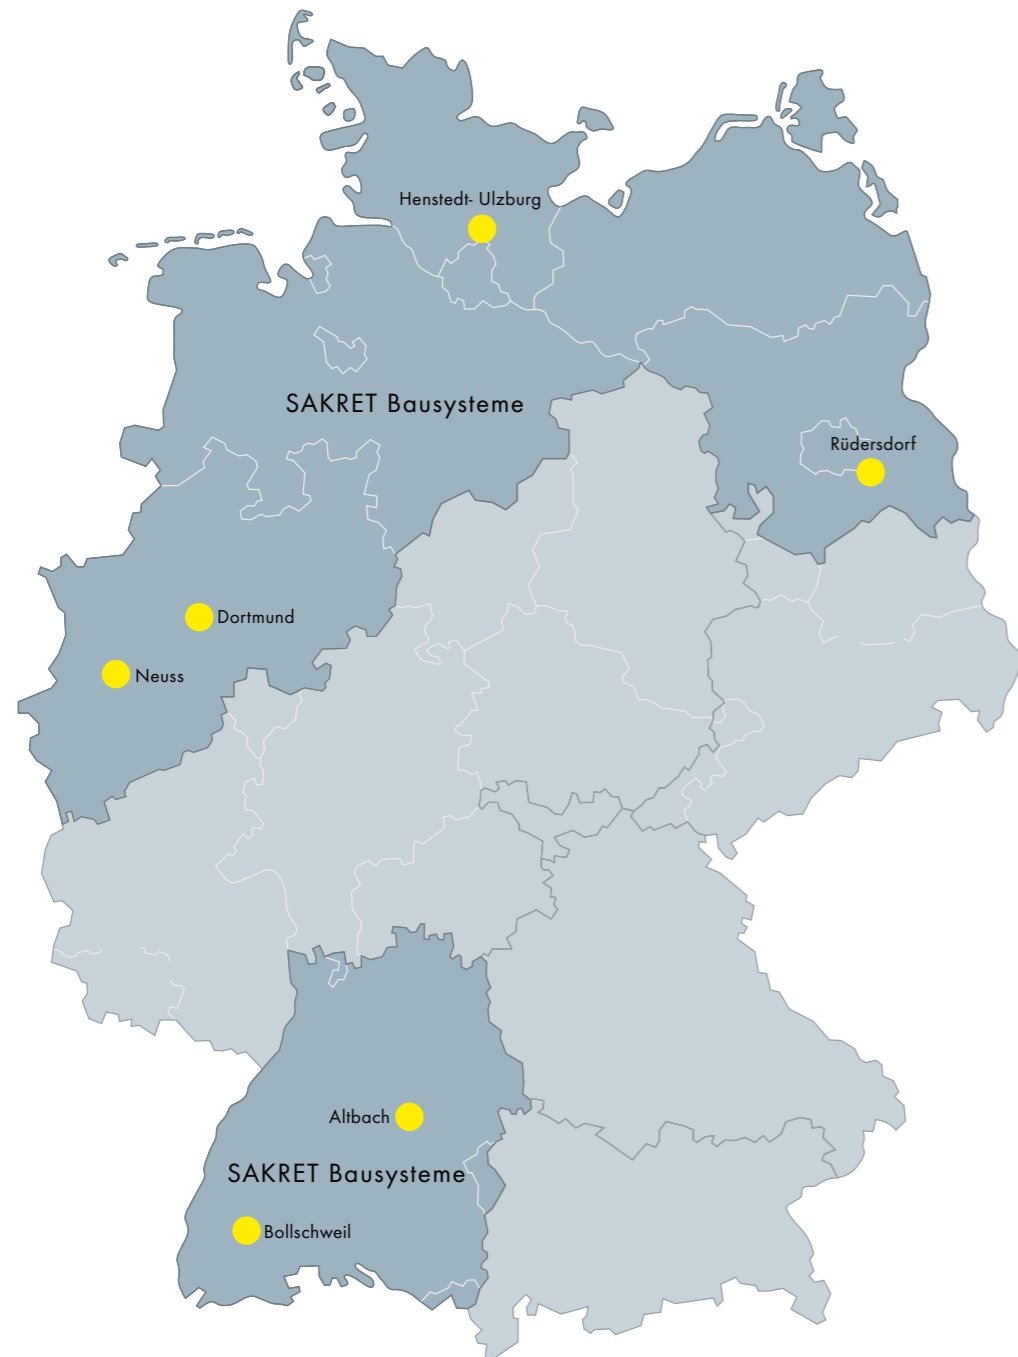 Henstedt- Ulzburg
SAKRET Bausysteme
Rüdersdorf
Dortmund
Neuss
Altbach
SAKRET Bausysteme
Bollschweil